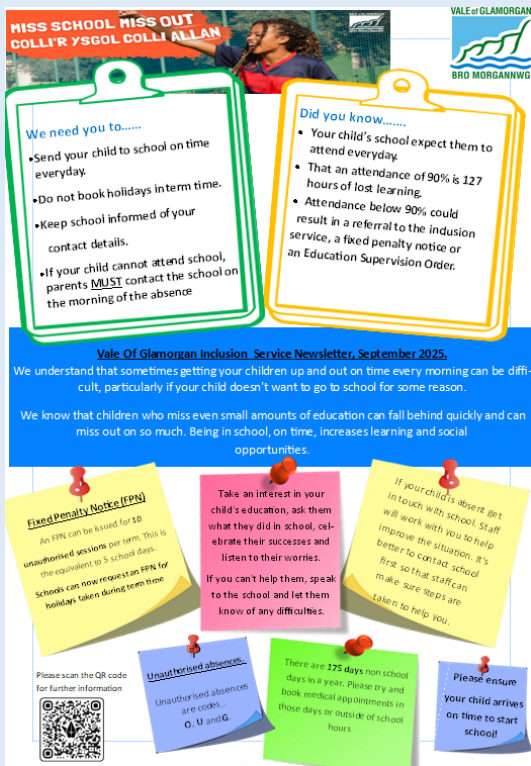 MISS SCHOOL MISS OUT
COLLI'R YSGOL COLLI ALLAN
VALE of GLAMORGAN
BRO MORGANNWG
VALE of GLAMORGAN
BRO MORGANNWG
We need you to......
•Send your child to school on time
everyday.
•Do not book holidays in term time.
•Keep school informed of your
contact details.
•If your child cannot attend school,
parents MUST contact the school on
the morning of the absence
Did you know.......
• Your child's school expect them to
attend everyday.
• That an attendance of 90% is 127
hours of lost learning.
• Attendance below 90% could
result in a referral to the inclusion
service, a fixed penalty notice or
an Education Supervision Order.
Vale Of Glamorgan Inclusion Service Newsletter, September 2025.
We understand that sometimes getting your children up and out on time every morning can be diffi-
cult, particularly if your child doesn't want to go to school for some reason.
We know that children who miss even small amounts of education can fall behind quickly and can
miss out on so much. Being in school, on time, increases learning and social
opportunities.
Fixed Penalty Notice (FPN)
An FPN can be issued for 10
unauthorised sessions per term. This is
the equivalent to 5 school days.
Schools can now request an FPN for
holidays taken during term time
Take an interest in your
child's education, ask them
what they did in school, cel-
ebrate their successes and
listen to their worries.
If you can't help them, speak
to the school and let them
know of any difficulties.
If your child is absent get
in touch with school. Staff
will work with you to help
improve the situation. It's
better to contact school
first so that staff can
make sure steps are
taken to help you.
Please scan the QR code
for further information
Unauthorised absences.
Unauthorised absences
are codes...
O, U and G.
There are 175 days non school
days in a year. Please try and
book medical appointments in
those days or outside of school
hours
Please ensure
your child arrives
on time to start
school!